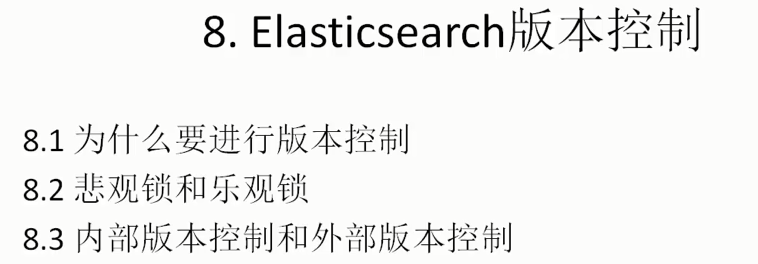 8. Elasticsearch版本控制
8.1 为什么要进行版本控制
8.2 悲观锁和乐观锁
8.3 内部版本控制和外部版本控制